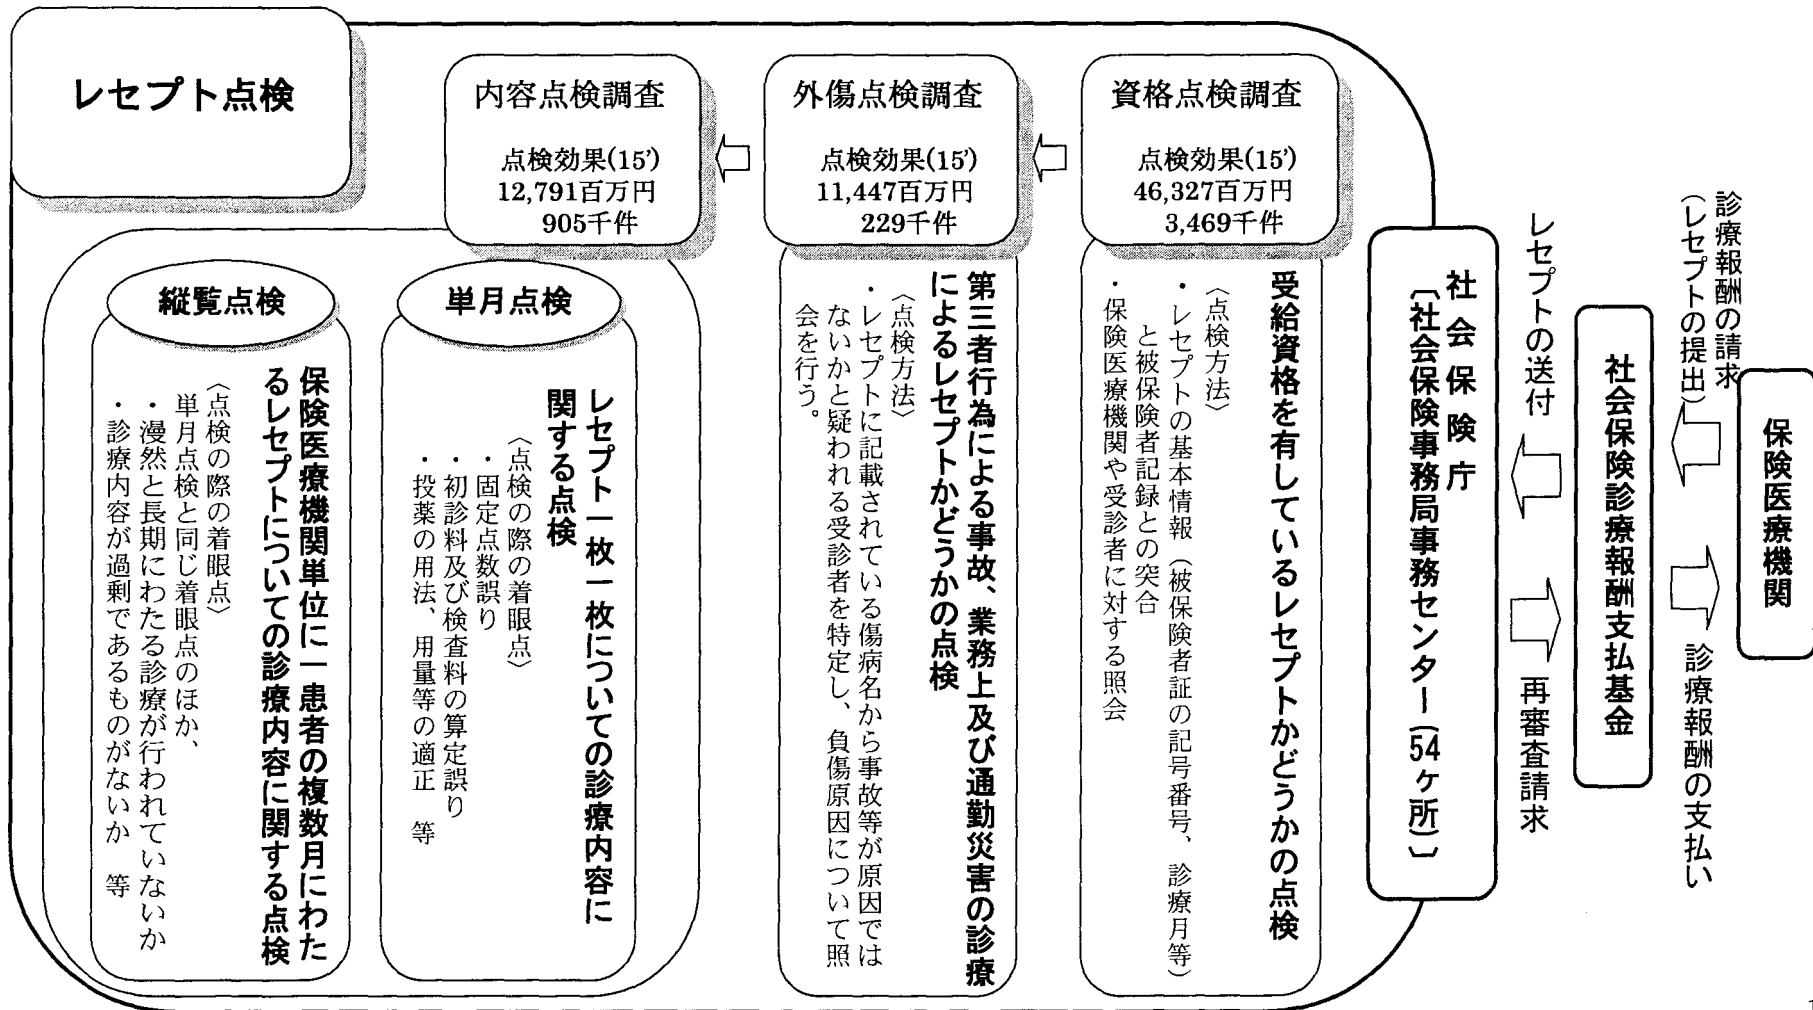 レセプト点検
内容点検調査
点検効果(15')
12,791百万円
905千件
外傷点検調査
点検効果(15')
11,447百万円
229千件
資格点検調査
点検効果(15')
46,327百万円
3,469千件
保険医療機関
診療報酬の請求
(レセプトの提出)
診療報酬の支払い
社会保険診療報酬支払基金
レセプトの送付
再審査請求
社会保険庁
〔社会保険事務局事務センター(54ヶ所)〕
受給資格を有しているレセプトかどうかの点検
〈点検方法〉
・レセプトの基本情報(被保険者証の記号番号、診療月等)
と被保険者記録との突合
・保険医療機関や受診者に対する照会
第三者行為による事故、業務上及び通勤災害の診療
によるレセプトかどうかの点検
〈点検方法〉
・レセプトに記載されている傷病名から事故等が原因では
ないかと疑われる受診者を特定し、負傷原因について照
会を行う。
単月点検
レセプト一枚一枚についての診療内容に
関する点検
〈点検の際の着眼点〉
・固定点数誤り
・初診料及び検査料の算定誤り
・投薬の用法、用量等の適正 等
縦覧点検
保険医療機関単位に一患者の複数月にわた
るレセプトについての診療内容に関する点検
〈点検の際の着眼点〉
単月点検と同じ着眼点のほか、
・漫然と長期にわたる診療が行われていないか
・診療内容が過剰であるものがないか 等
1